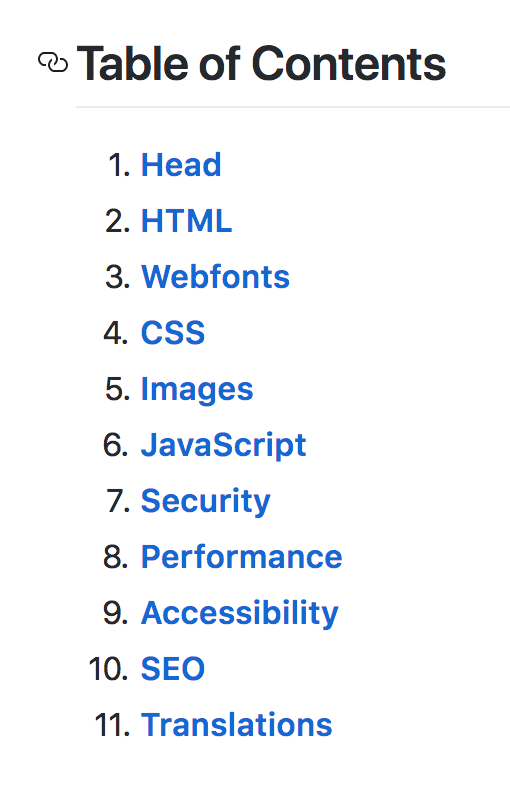 Table of Contents
1. Head
2. HTML
3. Webfonts
4. CSS
5. Images
6. JavaScript
7. Security
8. Performance
9. Accessibility
10. SEO
11. Translations